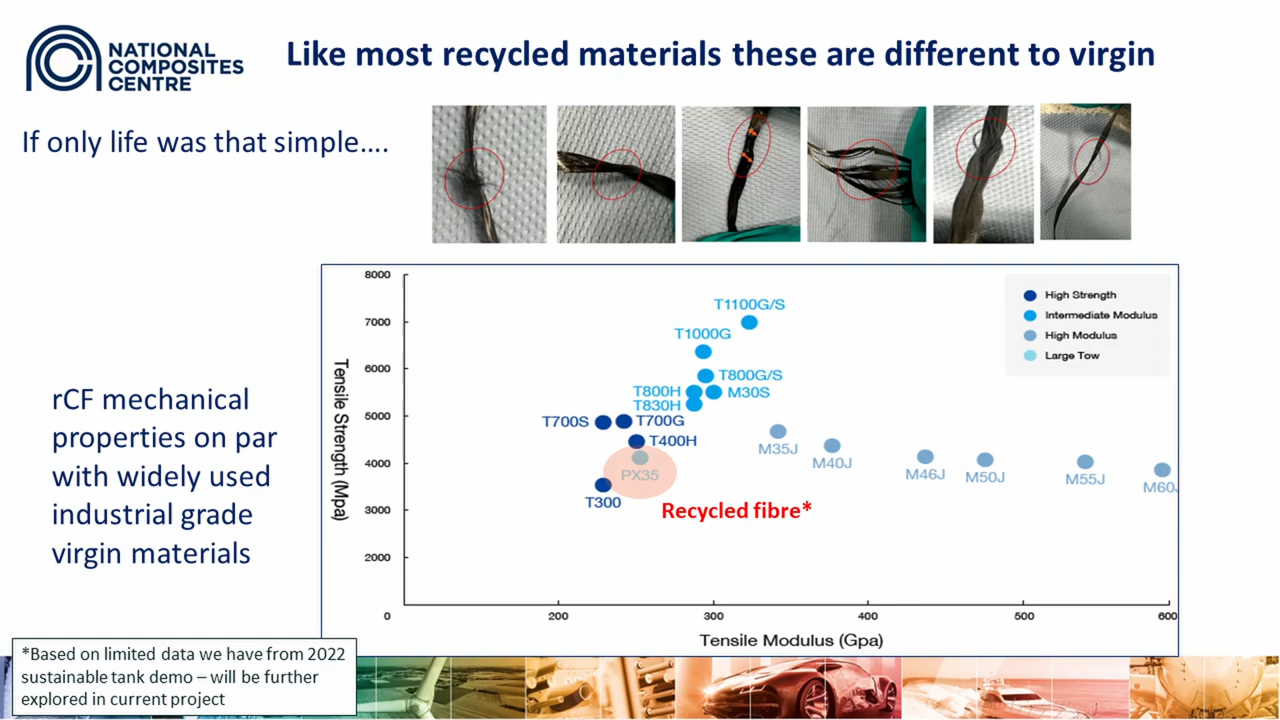 NATIONAL
COMPOSITES
CENTRE
Like most recycled materials these are different to virgin
If only life was that simple....
rCF mechanical
properties on par
with widely used
industrial grade
virgin materials
8000
7000
6000
5000
4000
3000
2000
0
200
300
400
500
600
Tensile Strength (Mpa)
Tensile Modulus (Gpa)
High Strength
Intermediate Modulus
High Modulus
Large Tow
T1100G/S
T1000G
T800G/S
T800H
M30S
T830H
T700S
T700G
T400H
PX35
T300
M35J
M40J
M46J
M50J
M55J
M60J
Recycled fibre*
*Based on limited data we have from 2022
sustainable tank demo – will be further
explored in current project